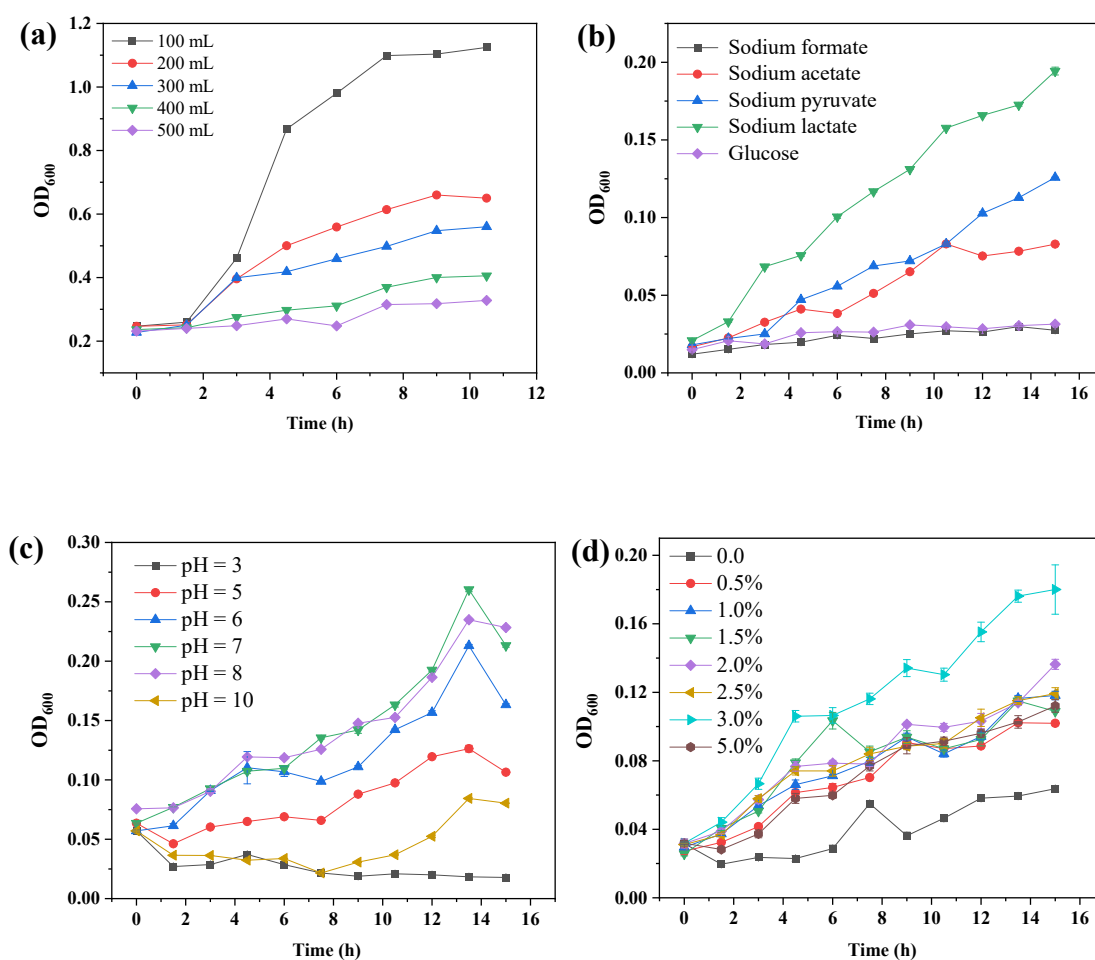 (a)
100 mL
200 mL
300 mL
400 mL
500 mL
OD600
1.2
1.0
0.8
0.6
0.4
0.2
0 2 4 6 8 10 12
Time (h)
(b)
Sodium formate
Sodium acetate
Sodium pyruvate
Sodium lactate
Glucose
OD600
0.20
0.15
0.10
0.05
0.00
0 2 4 6 8 10 12 14 16
Time (h)
(c)
pH = 3
pH = 5
pH = 6
pH = 7
pH = 8
pH = 10
OD600
0.30
0.25
0.20
0.15
0.10
0.05
0.00
0 2 4 6 8 10 12 14 16
Time (h)
(d)
0.0
0.5%
1.0%
1.5%
2.0%
2.5%
3.0%
5.0%
OD600
0.20
0.16
0.12
0.08
0.04
0.00
0 2 4 6 8 10 12 14 16
Time (h)